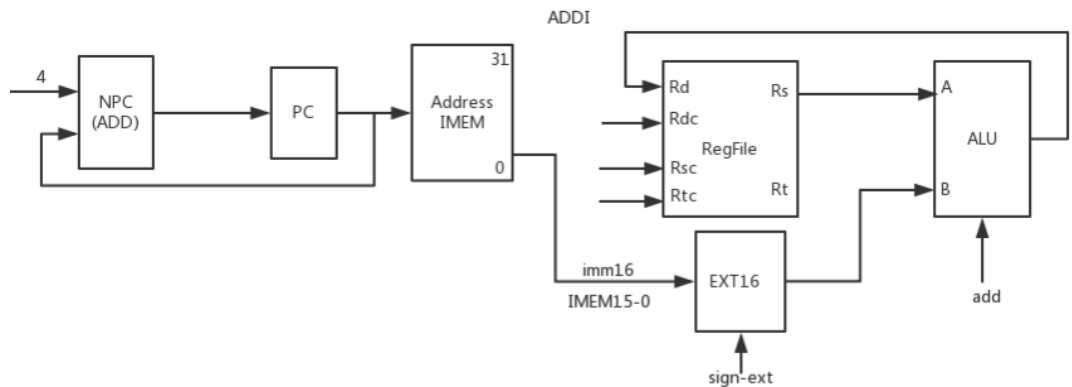 ADDI
4
NPC
(ADD)
PC
31
Address
IMEM
0
Rd
Rs
Rdc
RegFile
Rsc
Rtc
Rt
A
ALU
B
imm16
IMEM15-0
EXT16
add
sign-ext